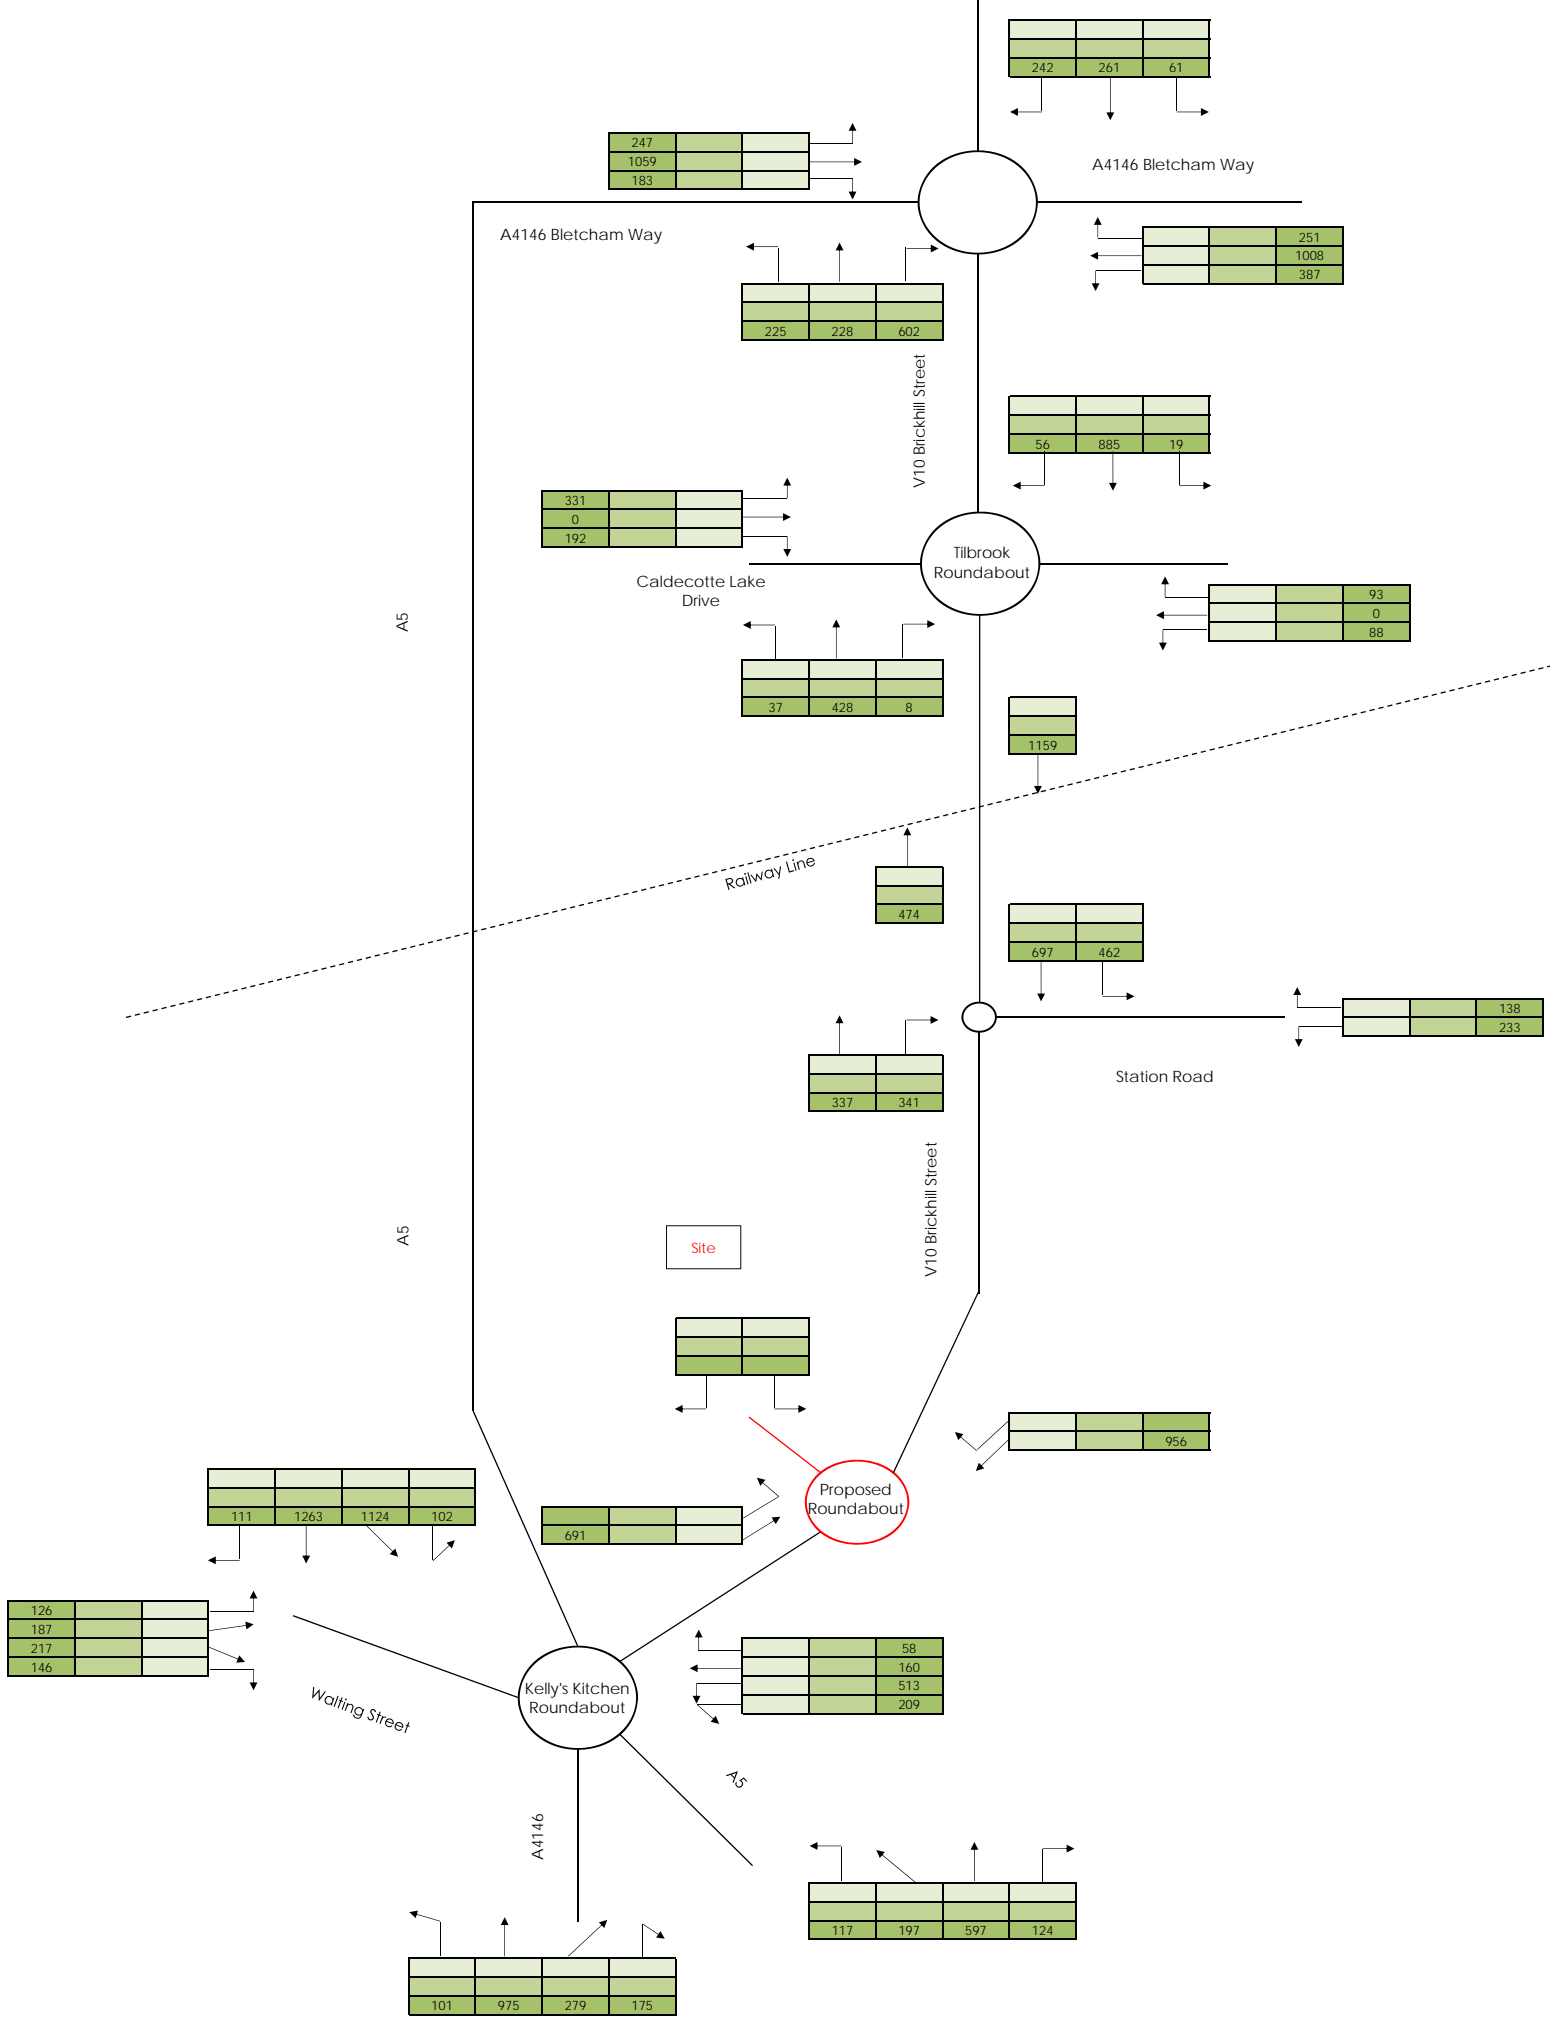 242 261 61
247
1059
183
A4146 Bletcham Way
A4146 Bletcham Way
251
1008
387
225 228 602
V10 Brickhill Street
56 885 19
331
0
192
Tilbrook
Roundabout
Caldecotte Lake
Drive
93
0
88
A5
37 428 8
1159
Railway Line
474
697 462
138
233
337 341
Station Road
V10 Brickhill Street
A5
Site
956
Proposed
Roundabout
691
111 1263 1124 102
126
187
217
146
58
160
513
209
Kelly's Kitchen
Roundabout
Walting Street
A5
A4146
117 197 597 124
101 975 279 175